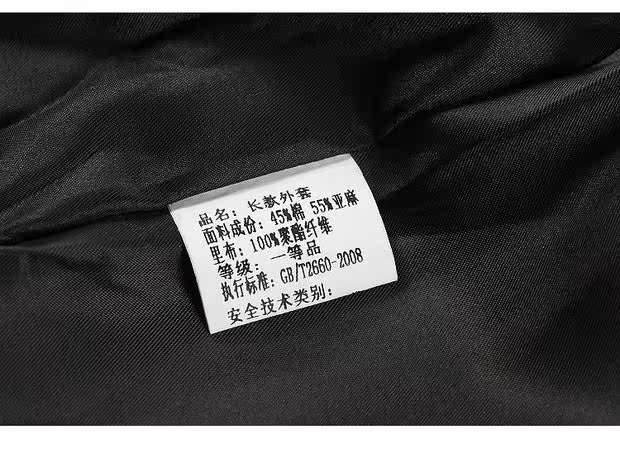 品名：长款外套
面料成份：45%棉 55%亚麻
里布：100%聚酯纤维
等级：一等品
执行标准：GB/T2660-2008
安全技术类别：